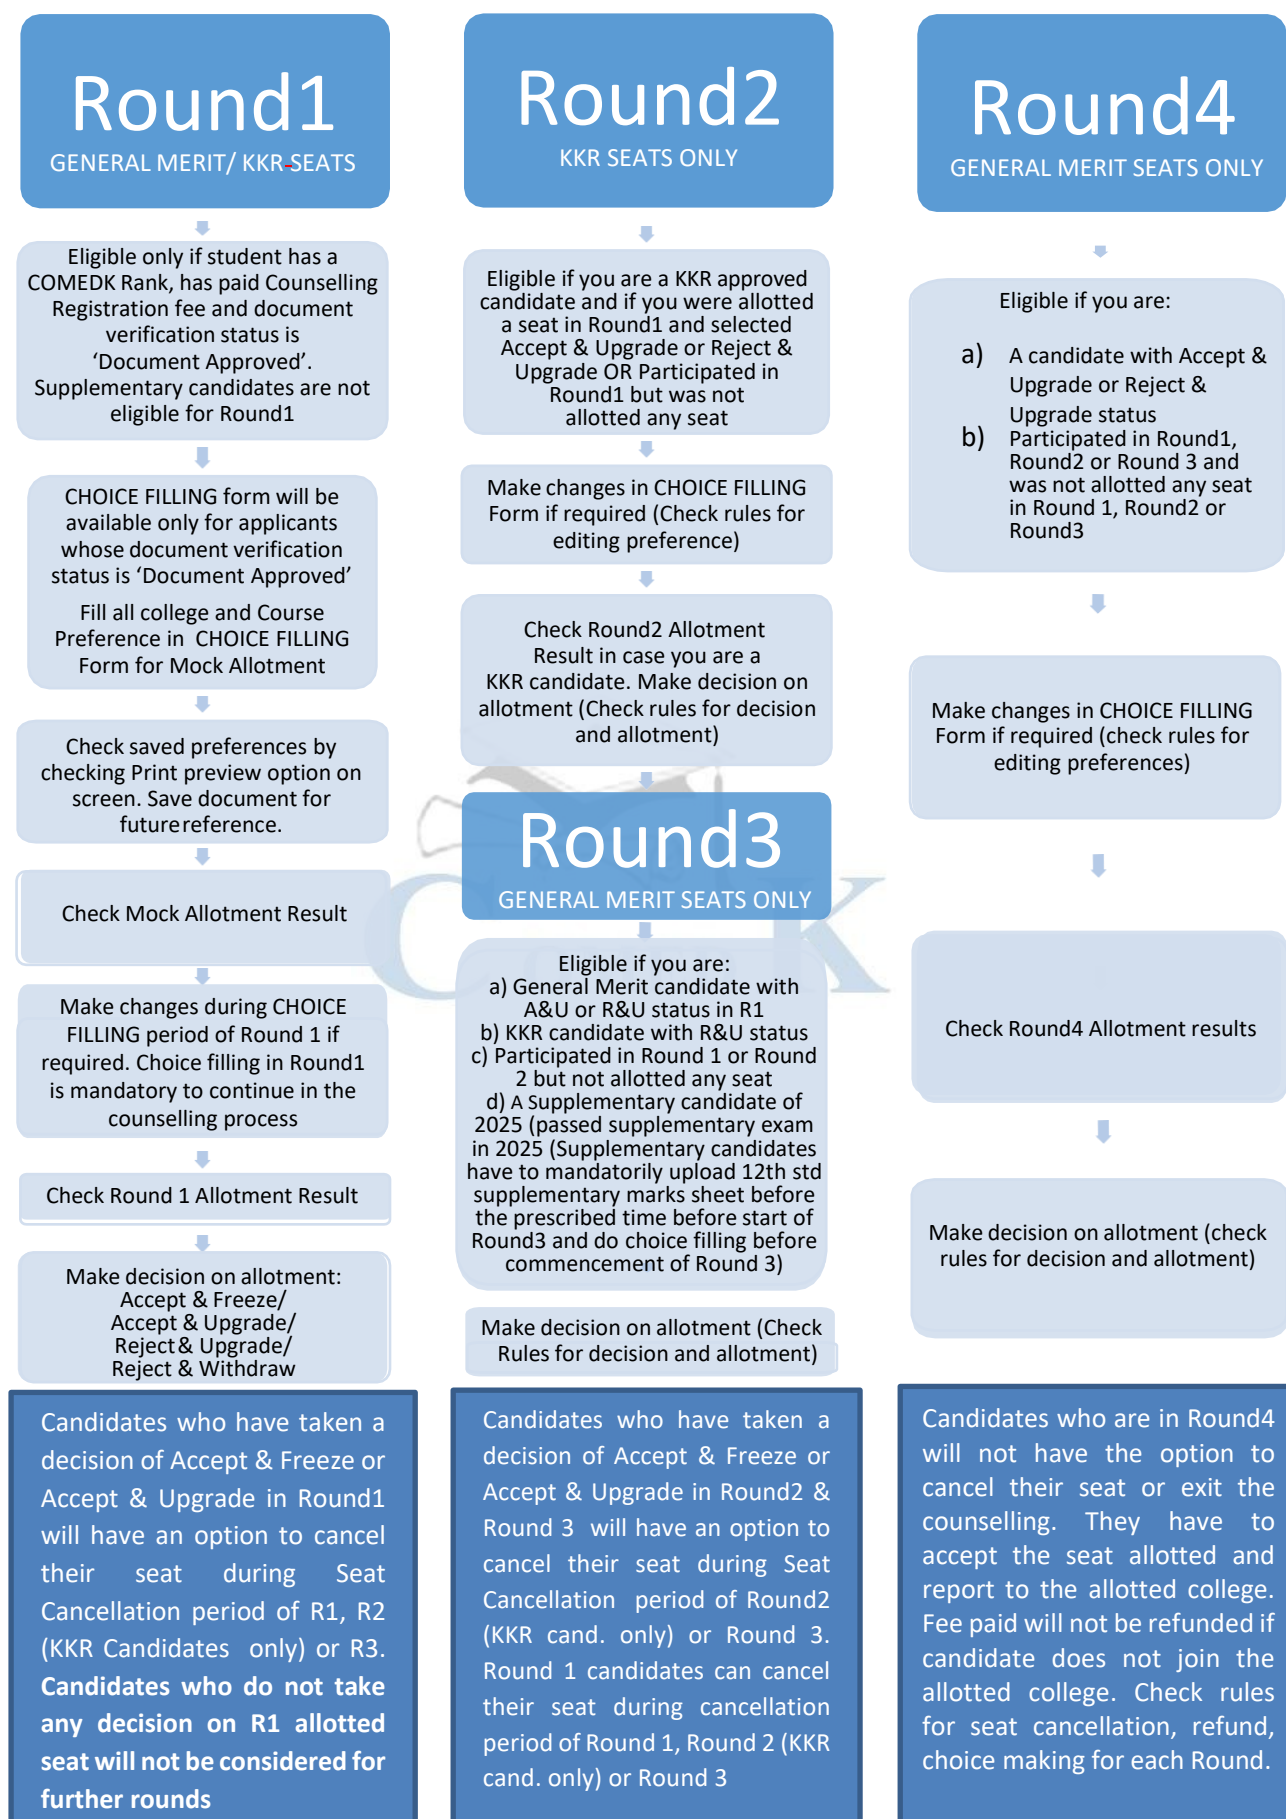 Round1
GENERAL MERIT/ KKR-SEATS
Eligible only if student has a
COMEDK Rank, has paid Counselling
Registration fee and document
verification status is
‘Document Approved’.
Supplementary candidates are not
eligible for Round1
CHOICE FILLING form will be
available only for applicants
whose document verification
status is ‘Document Approved’
Fill all college and Course
Preference in CHOICE FILLING
Form for Mock Allotment
Check saved preferences by
checking Print preview option on
screen. Save document for
futurereference.
Check Mock Allotment Result
Make changes during CHOICE
FILLING period of Round 1 if
required. Choice filling in Round1
is mandatory to continue in the
counselling process
Check Round 1 Allotment Result
Make decision on allotment:
Accept & Freeze/
Accept & Upgrade/
Reject & Upgrade/
Reject & Withdraw
Candidates who have taken a
decision of Accept & Freeze or
Accept & Upgrade in Round1
will have an option to cancel
their seat during Seat
Cancellation period of R1, R2
(KKR Candidates only) or R3.
Candidates who do not take
any decision on R1 allotted
seat will not be considered for
further rounds
Round2
KKR SEATS ONLY
Eligible if you are a KKR approved
candidate and if you were allotted
a seat in Round1 and selected
Accept & Upgrade or Reject &
Upgrade OR Participated in
Round1 but was not
allotted any seat
Make changes in CHOICE FILLING
Form if required (Check rules for
editing preference)
Check Round2 Allotment
Result in case you are a
KKR candidate. Make decision on
allotment (Check rules for decision
and allotment)
Round3
GENERAL MERIT SEATS ONLY
Eligible if you are:
a) General Merit candidate with
A&U or R&U status in R1
b) KKR candidate with R&U status
c) Participated in Round 1 or Round
2 but not allotted any seat
d) A Supplementary candidate of
2025 (passed supplementary exam
in 2025 (Supplementary candidates
have to mandatorily upload 12th std
supplementary marks sheet before
the prescribed time before start of
Round3 and do choice filling before
commencement of Round 3)
Make decision on allotment (Check
Rules for decision and allotment)
Candidates who have taken a
decision of Accept & Freeze or
Accept & Upgrade in Round2 &
Round 3 will have an option to
cancel their seat during Seat
Cancellation period of Round2
(KKR cand. only) or Round 3.
Round 1 candidates can cancel
their seat during cancellation
period of Round 1, Round 2 (KKR
cand. only) or Round 3
Round4
GENERAL MERIT SEATS ONLY
Eligible if you are:
a) A candidate with Accept &
Upgrade or Reject &
Upgrade status
b) Participated in Round1,
Round2 or Round 3 and
was not allotted any seat
in Round 1, Round2 or
Round3
Make changes in CHOICE FILLING
Form if required (check rules for
editing preferences)
Check Round4 Allotment results
Make decision on allotment (check
rules for decision and allotment)
Candidates who are in Round4
will not have the option to
cancel their seat or exit the
counselling. They have to
accept the seat allotted and
report to the allotted college.
Fee paid will not be refunded if
candidate does not join the
allotted college. Check rules
for seat cancellation, refund,
choice making for each Round.